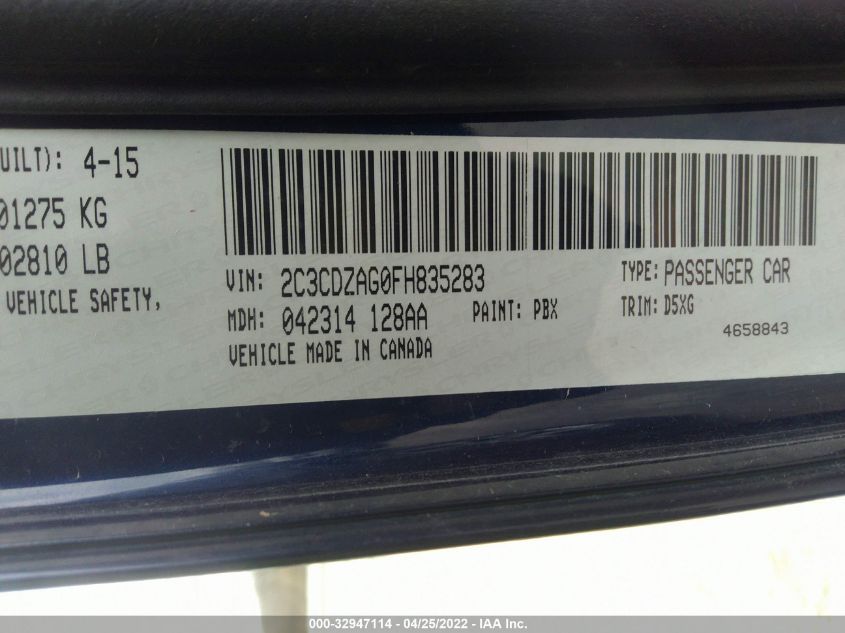 UILT): 4-15
01275 KG
02810 LB
VEHICLE SAFETY,
VIN: 2C3CDZAG0FH835283
TYPE: PASSENGER CAR
MDH: 042314 128AA
PAINT: PBX
TRIM: D5XG
VEHICLE MADE IN CANADA
4658843
000-32947114 - 04/25/2022 - IAA Inc.